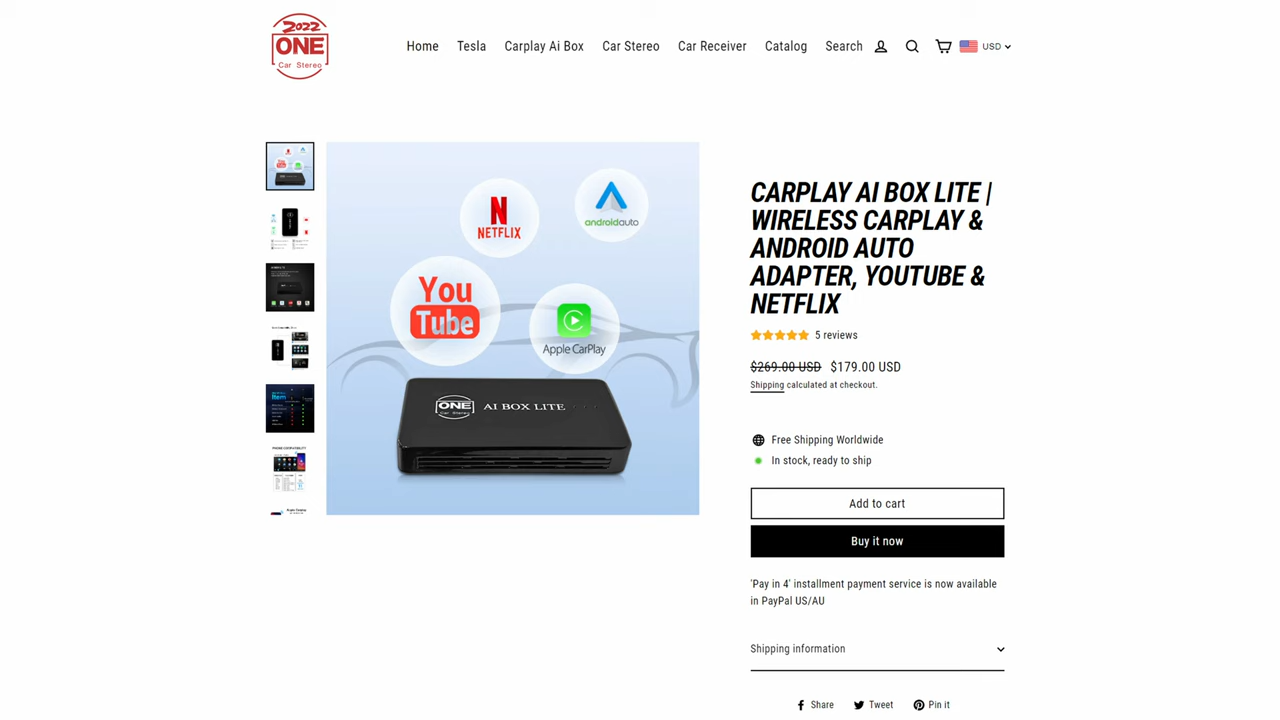 2022
ONE
Car Stereo
Home
Tesla
Carplay Ai Box
Car Stereo
Car Receiver
Catalog
Search
USD
N
NETFLIX
androidauto
You
Tube
Apple CarPlay
ONE
Car Stereo
AI BOX LITE
CARPLAY AI BOX LITE |
WIRELESS CARPLAY &
ANDROID AUTO
ADAPTER, YOUTUBE &
NETFLIX
5 reviews
$269.00 USD $179.00 USD
Shipping calculated at checkout.
Free Shipping Worldwide
In stock, ready to ship
Add to cart
Buy it now
'Pay in 4' installment payment service is now available
in PayPal US/AU
Shipping information
Share
Tweet
Pin it